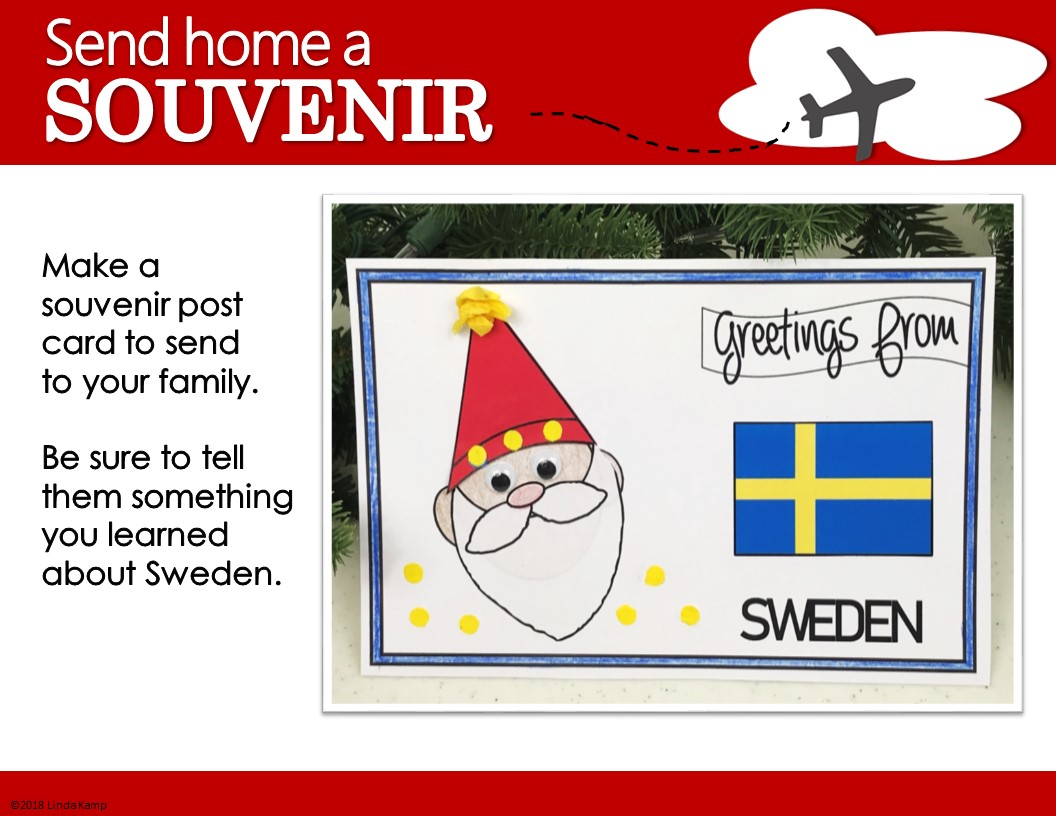 Send home a
SOUVENIR
Make a
souvenir post
card to send
to your family.
Be sure to tell
them something
you learned
about Sweden.
Greetings from
SWEDEN
©2018 Linda Kamp